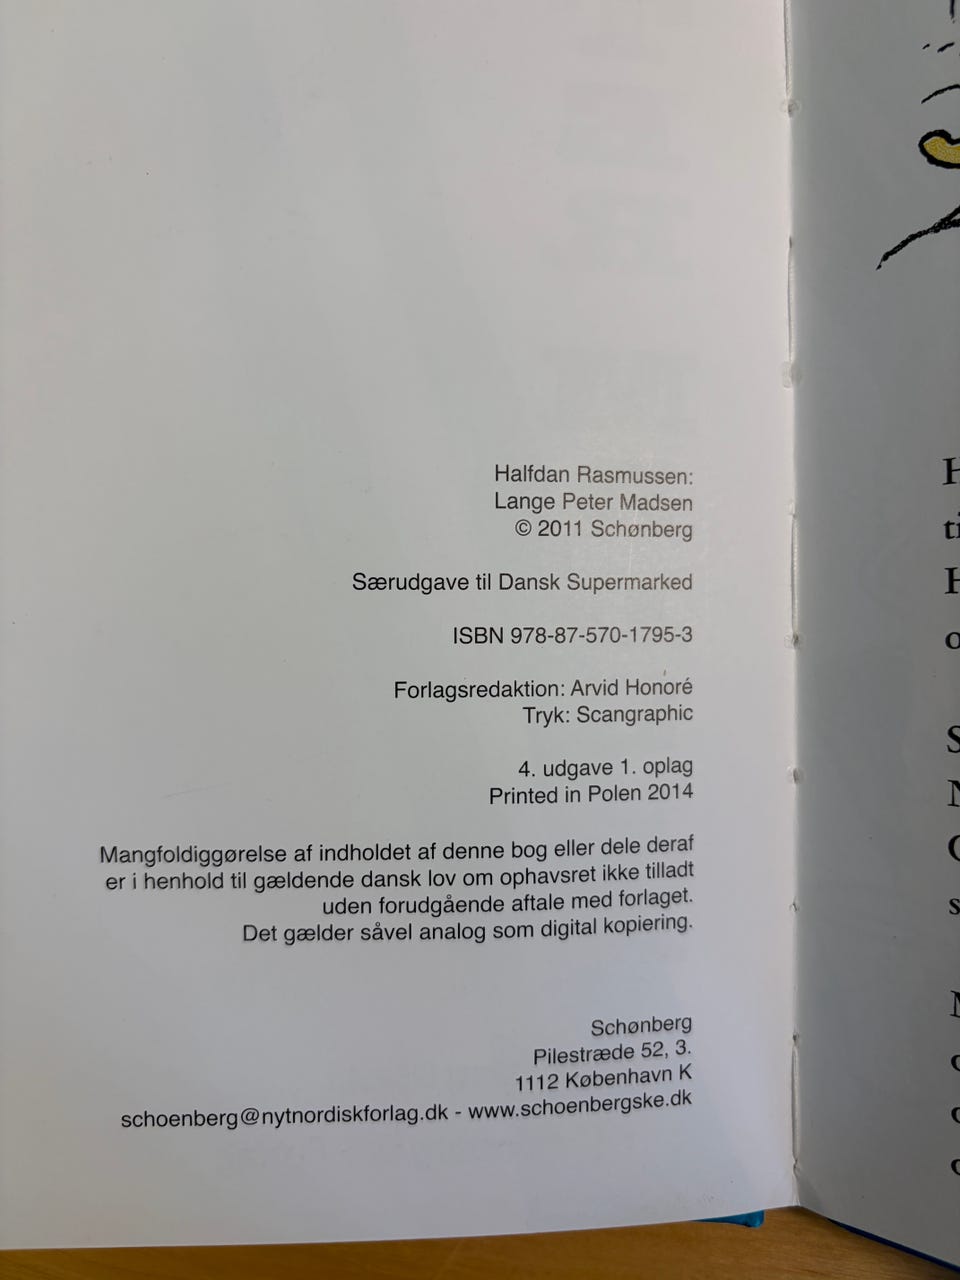 Halfdan Rasmussen:
Lange Peter Madsen
© 2011 Schønberg
Særudgave til Dansk Supermarked
ISBN 978-87-570-1795-3
Forlagsredaktion: Arvid Honoré
Tryk: Scangraphic
4. udgave 1. oplag
Printed in Polen 2014
Mangfoldiggørelse af indholdet af denne bog eller dele deraf
er i henhold til gældende dansk lov om ophavsret ikke tilladt
uden forudgående aftale med forlaget.
Det gælder såvel analog som digital kopiering.
Schønberg
Pilestræde 52, 3.
1112 København K
schoenberg@nytnordiskforlag.dk - www.schoenbergske.dk